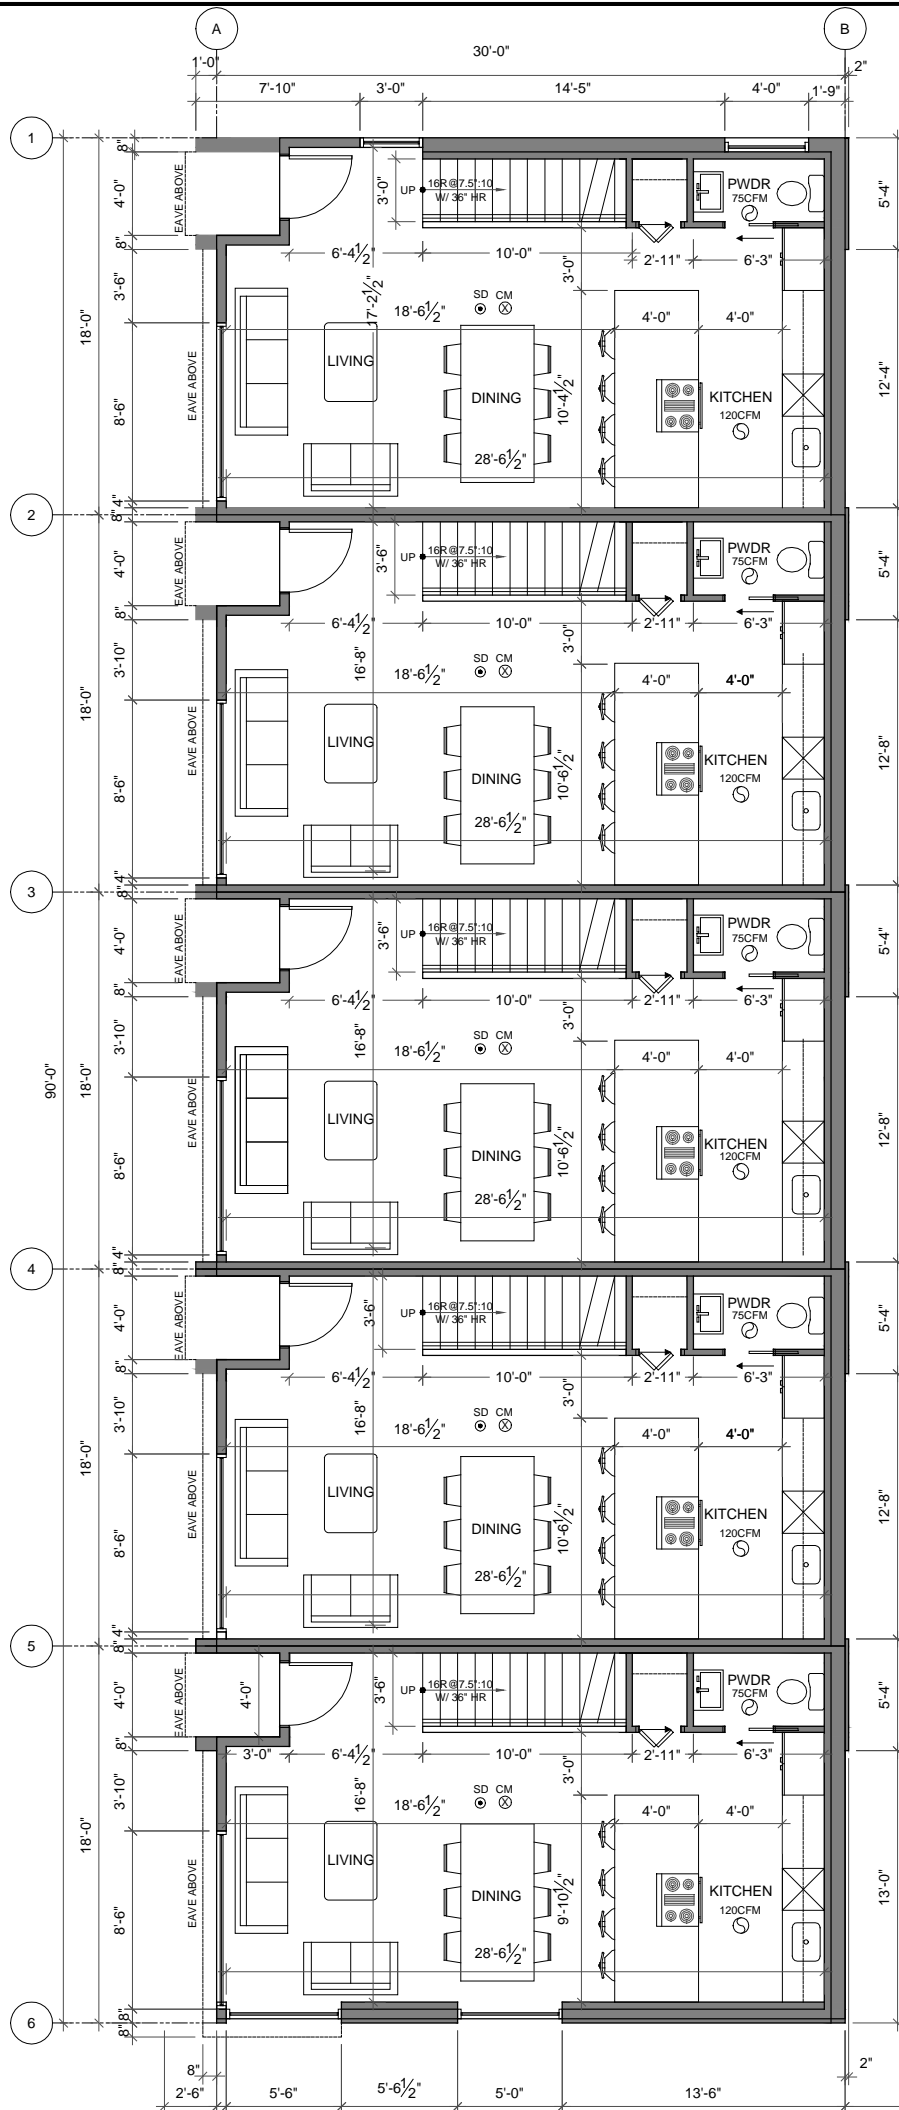 A
B
30'-0"
1'-0"
2"
7'-10"
3'-0"
14'-5"
4'-0"
1'-9"
1
8"
4'-0"
8"
EAVE ABOVE
3'-0"
UP
16R@7.5":10
W/ 36" HR
PWDR
75CFM
5'-4"
6'-4½"
10'-0"
2'-11"
6'-3"
3'-6"
18'-0"
17'-2½"
3'-0"
18'-6½"
SD
CM
4'-0"
4'-0"
EAVE ABOVE
LIVING
DINING
10'-4½"
KITCHEN
120CFM
12'-4"
8'-6"
28'-6½"
4"
8"
2
4'-0"
8"
EAVE ABOVE
3'-6"
UP
16R@7.5":10
W/ 36" HR
PWDR
75CFM
5'-4"
6'-4½"
10'-0"
2'-11"
6'-3"
3'-10"
18'-0"
16'-8"
3'-0"
18'-6½"
SD
CM
4'-0"
4'-0"
EAVE ABOVE
LIVING
DINING
10'-6½"
KITCHEN
120CFM
12'-8"
8'-6"
28'-6½"
4"
8"
3
4'-0"
8"
EAVE ABOVE
3'-6"
UP
16R@7.5":10
W/ 36" HR
PWDR
75CFM
5'-4"
6'-4½"
10'-0"
2'-11"
6'-3"
3'-10"
90'-0"
18'-0"
16'-8"
3'-0"
18'-6½"
SD
CM
4'-0"
4'-0"
EAVE ABOVE
LIVING
DINING
10'-6½"
KITCHEN
120CFM
12'-8"
8'-6"
28'-6½"
4"
8"
4
4'-0"
8"
EAVE ABOVE
3'-6"
UP
16R@7.5":10
W/ 36" HR
PWDR
75CFM
5'-4"
6'-4½"
10'-0"
2'-11"
6'-3"
3'-10"
18'-0"
16'-8"
3'-0"
18'-6½"
SD
CM
4'-0"
4'-0"
EAVE ABOVE
LIVING
DINING
10'-6½"
KITCHEN
120CFM
12'-8"
8'-6"
28'-6½"
4"
8"
5
4'-0"
8"
EAVE ABOVE
4'-0"
3'-6"
UP
16R@7.5":10
W/ 36" HR
PWDR
75CFM
5'-4"
3'-0"
6'-4½"
10'-0"
2'-11"
6'-3"
3'-10"
18'-0"
16'-8"
3'-0"
18'-6½"
SD
CM
4'-0"
4'-0"
EAVE ABOVE
LIVING
DINING
9'-10½"
KITCHEN
120CFM
13'-0"
8'-6"
28'-6½"
8"
8"
6
8"
2"
2'-6"
5'-6"
5'-6½"
5'-0"
13'-6"